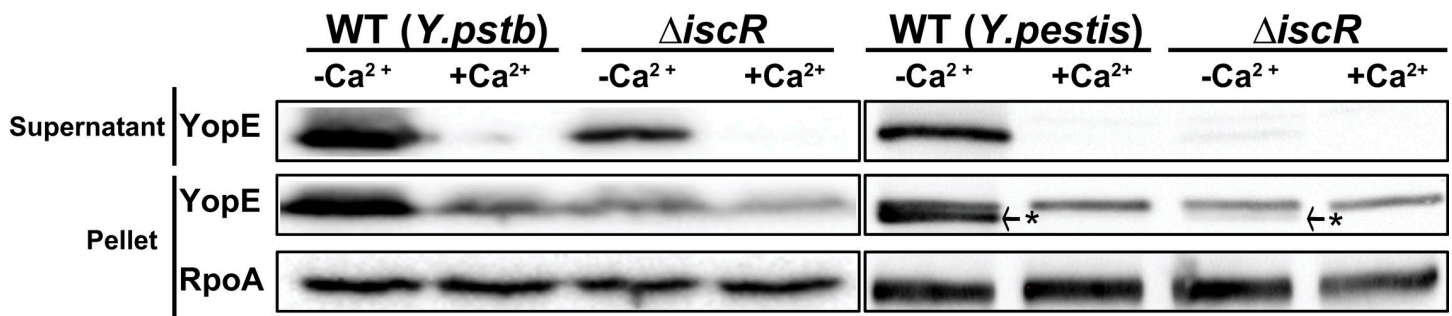 WT (Y.pstb) ΔiscR WT (Y.pestis) ΔiscR
-Ca²⁺ +Ca²⁺ -Ca²⁺ +Ca²⁺ -Ca²⁺ +Ca²⁺ -Ca²⁺ +Ca²⁺
Supernatant YopE
YopE
←* ←*
Pellet
RpoA